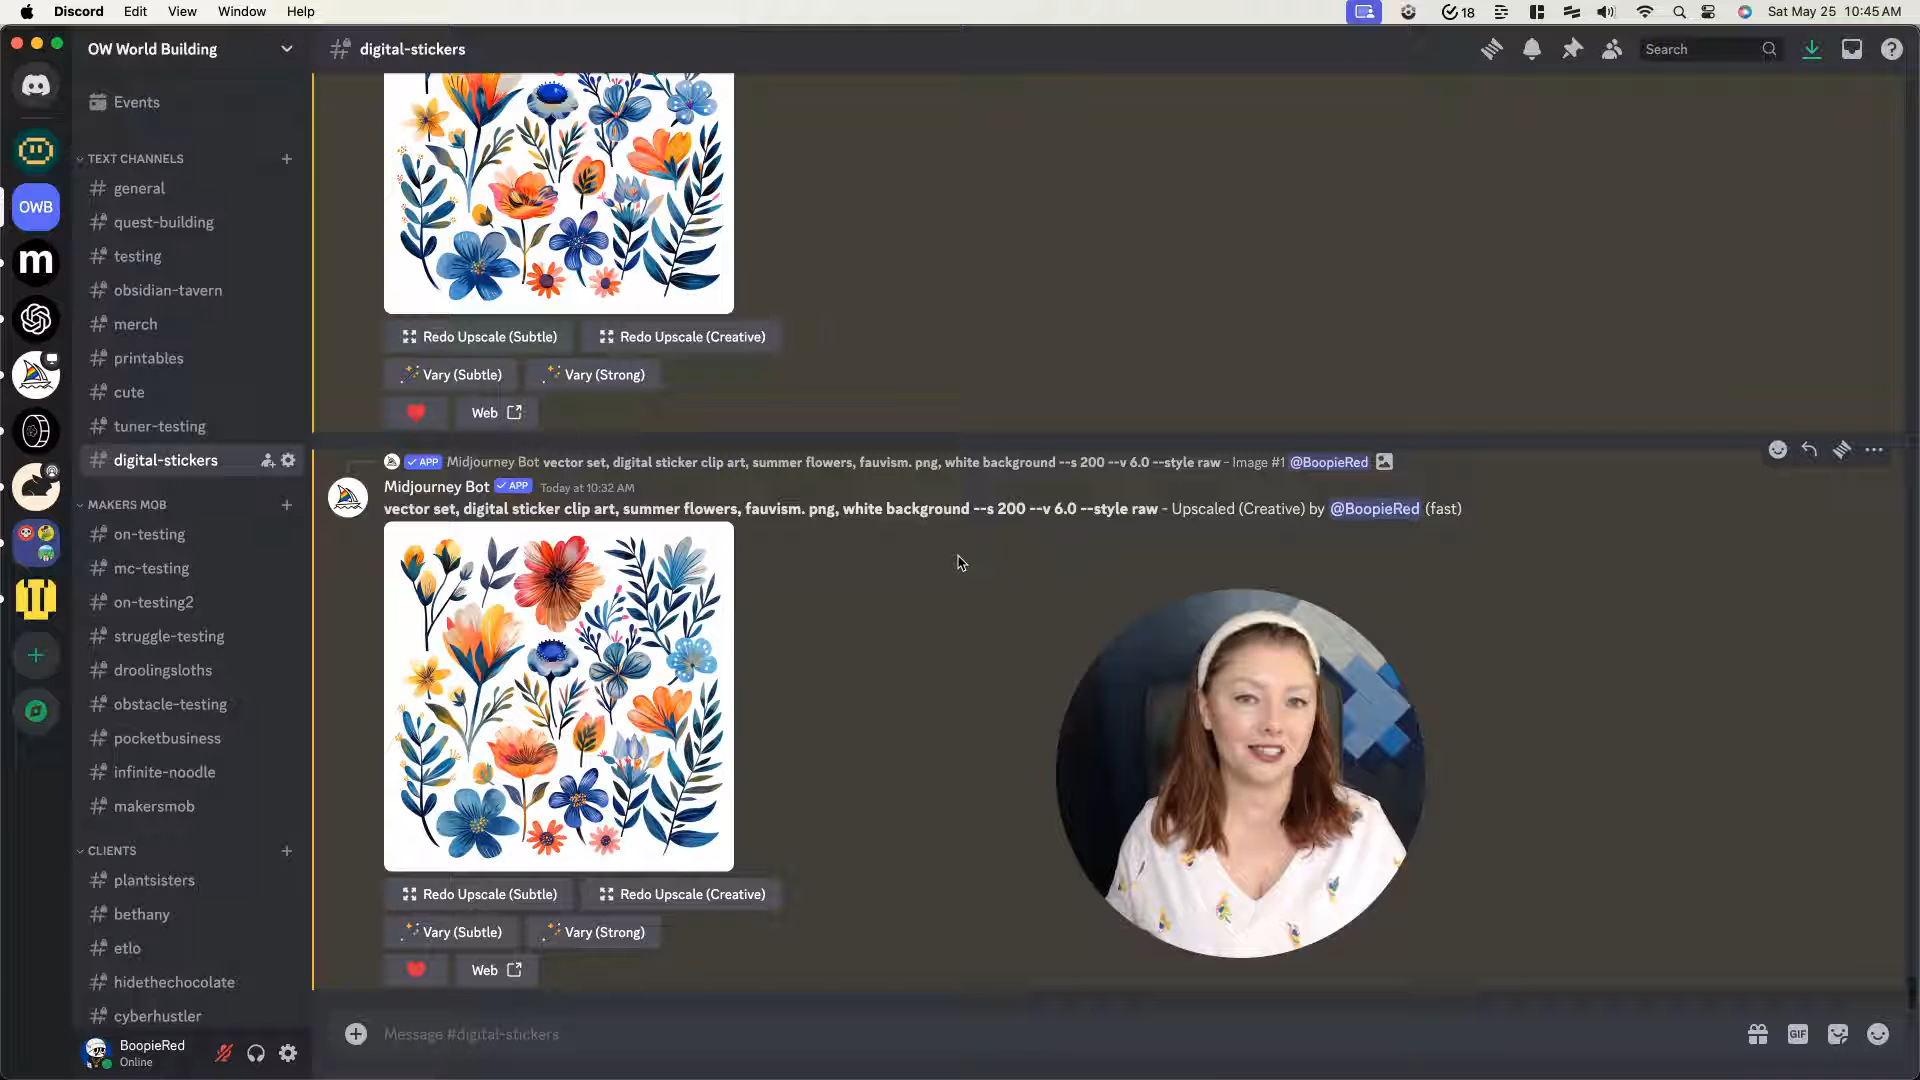 Discord Edit View Window Help
18 Sat May 25 10:45 AM
OW World Building
digital-stickers
Search
Events
TEXT CHANNELS
general
quest-building
testing
obsidian-tavern
merch
printables
cute
tuner-testing
digital-stickers
MAKERS MOB
on-testing
mc-testing
on-testing2
struggle-testing
droolingsloths
obstacle-testing
pocketbusiness
infinite-noodle
makersmob
CLIENTS
plantsisters
bethany
etlo
hidethechocolate
cyberhustler
BoopieRed
Online
OWB
m
Redo Upscale (Subtle) Redo Upscale (Creative)
Vary (Subtle) Vary (Strong)
Web
APP Midjourney Bot vector set, digital sticker clip art, summer flowers, fauvism. png, white background --s 200 --v 6.0 --style raw - Image #1 @BoopieRed
Midjourney Bot APP Today at 10:32 AM
vector set, digital sticker clip art, summer flowers, fauvism. png, white background --s 200 --v 6.0 --style raw - Upscaled (Creative) by @BoopieRed (fast)
Redo Upscale (Subtle) Redo Upscale (Creative)
Vary (Subtle) Vary (Strong)
Web
Message #digital-stickers
GIF